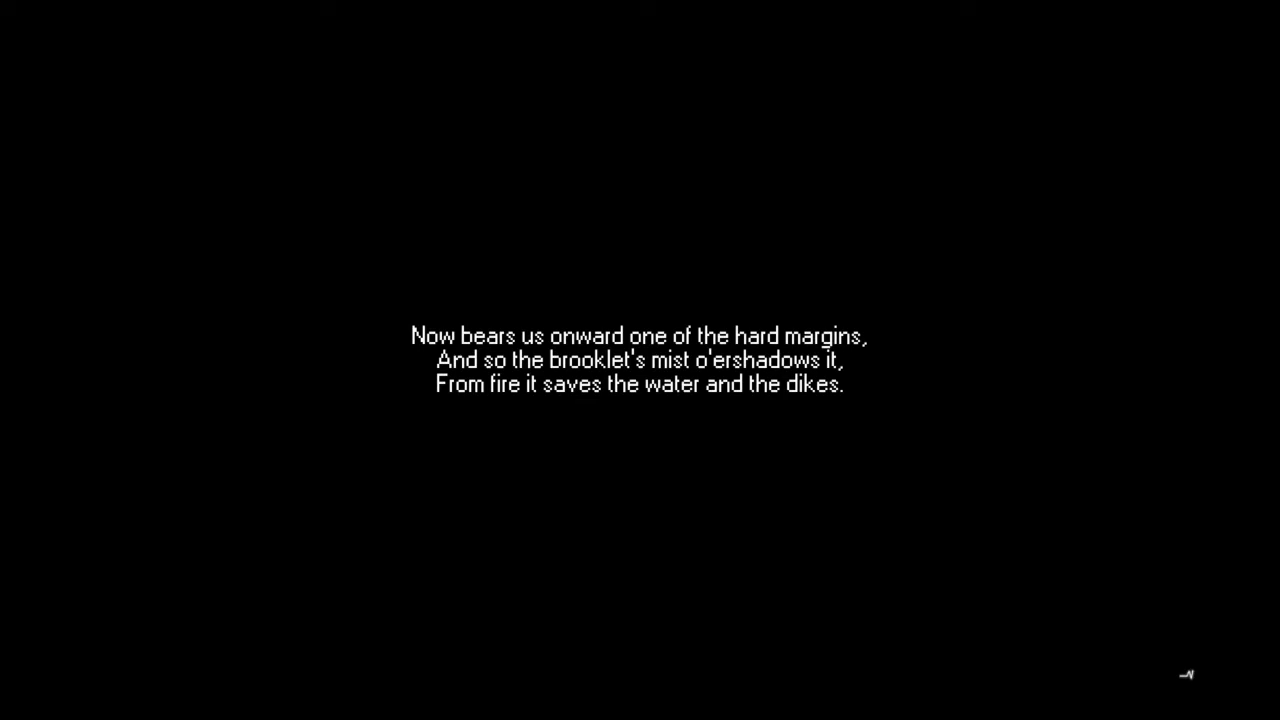 Now bears us onward one of the hard margins,
And so the brooklet's mist o'ershadows it,
From fire it saves the water and the dikes.